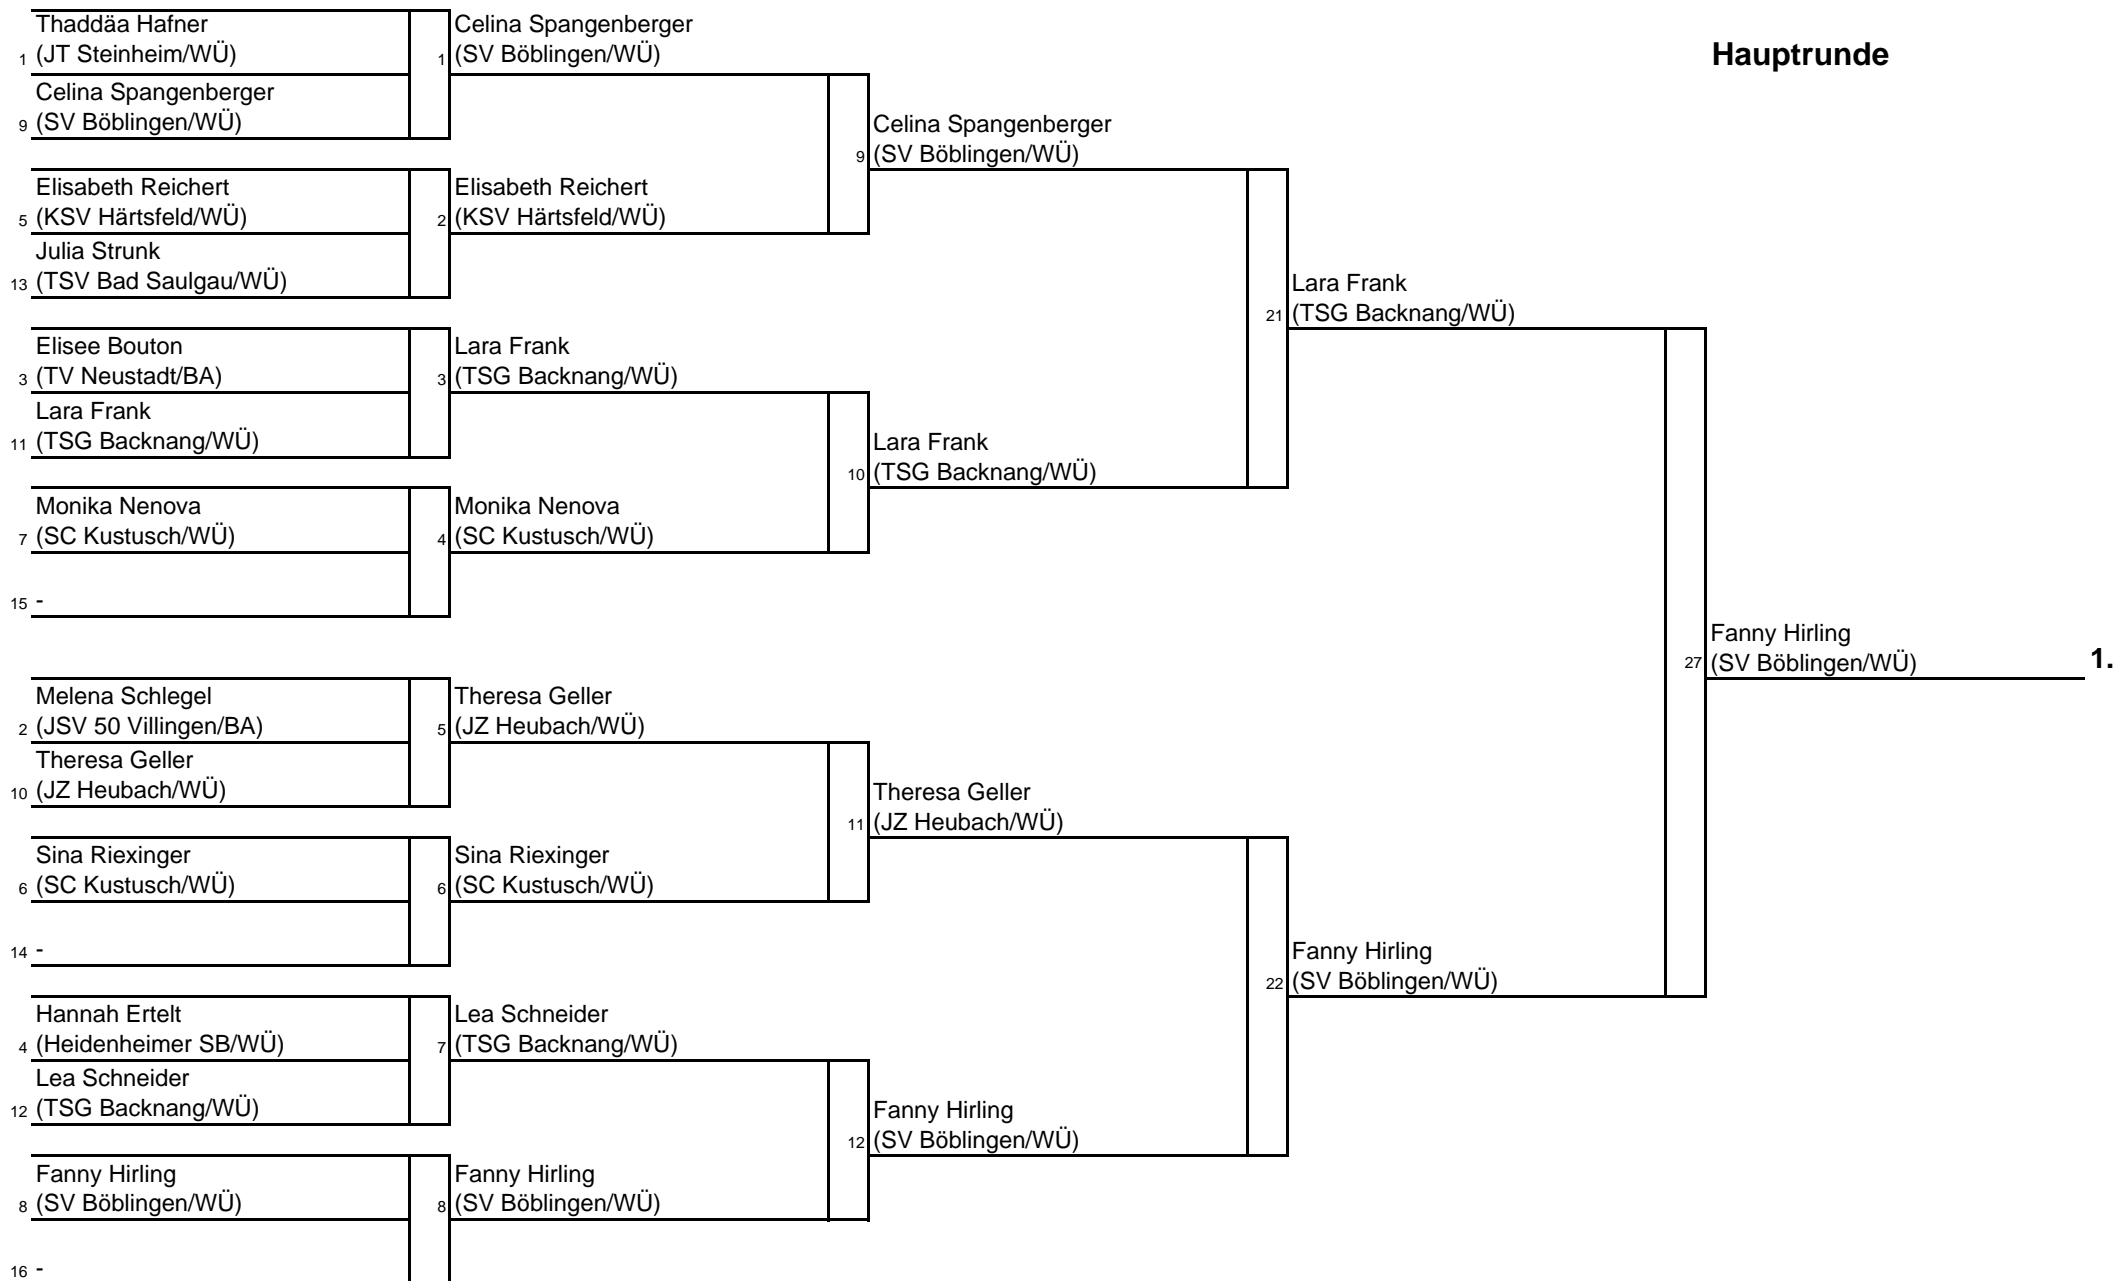 Hauptrunde
Thaddäa Hafner
1 (JT Steinheim/WÜ)
Celina Spangenberger
9 (SV Böblingen/WÜ)
Elisabeth Reichert
5 (KSV Härtsfeld/WÜ)
Julia Strunk
13 (TSV Bad Saulgau/WÜ)
Elisee Bouton
3 (TV Neustadt/BA)
Lara Frank
11 (TSG Backnang/WÜ)
Monika Nenova
7 (SC Kustusch/WÜ)
15 -
Melena Schlegel
2 (JSV 50 Villingen/BA)
Theresa Geller
10 (JZ Heubach/WÜ)
Sina Riexinger
6 (SC Kustusch/WÜ)
14 -
Hannah Ertelt
4 (Heidenheimer SB/WÜ)
Lea Schneider
12 (TSG Backnang/WÜ)
Fanny Hirling
8 (SV Böblingen/WÜ)
16 -
Celina Spangenberger
1 (SV Böblingen/WÜ)
Elisabeth Reichert
2 (KSV Härtsfeld/WÜ)
Lara Frank
3 (TSG Backnang/WÜ)
Monika Nenova
4 (SC Kustusch/WÜ)
Theresa Geller
5 (JZ Heubach/WÜ)
Sina Riexinger
6 (SC Kustusch/WÜ)
Lea Schneider
7 (TSG Backnang/WÜ)
Fanny Hirling
8 (SV Böblingen/WÜ)
Celina Spangenberger
9 (SV Böblingen/WÜ)
Lara Frank
10 (TSG Backnang/WÜ)
Theresa Geller
11 (JZ Heubach/WÜ)
Fanny Hirling
12 (SV Böblingen/WÜ)
Lara Frank
21 (TSG Backnang/WÜ)
Fanny Hirling
22 (SV Böblingen/WÜ)
Fanny Hirling
27 (SV Böblingen/WÜ) 1.